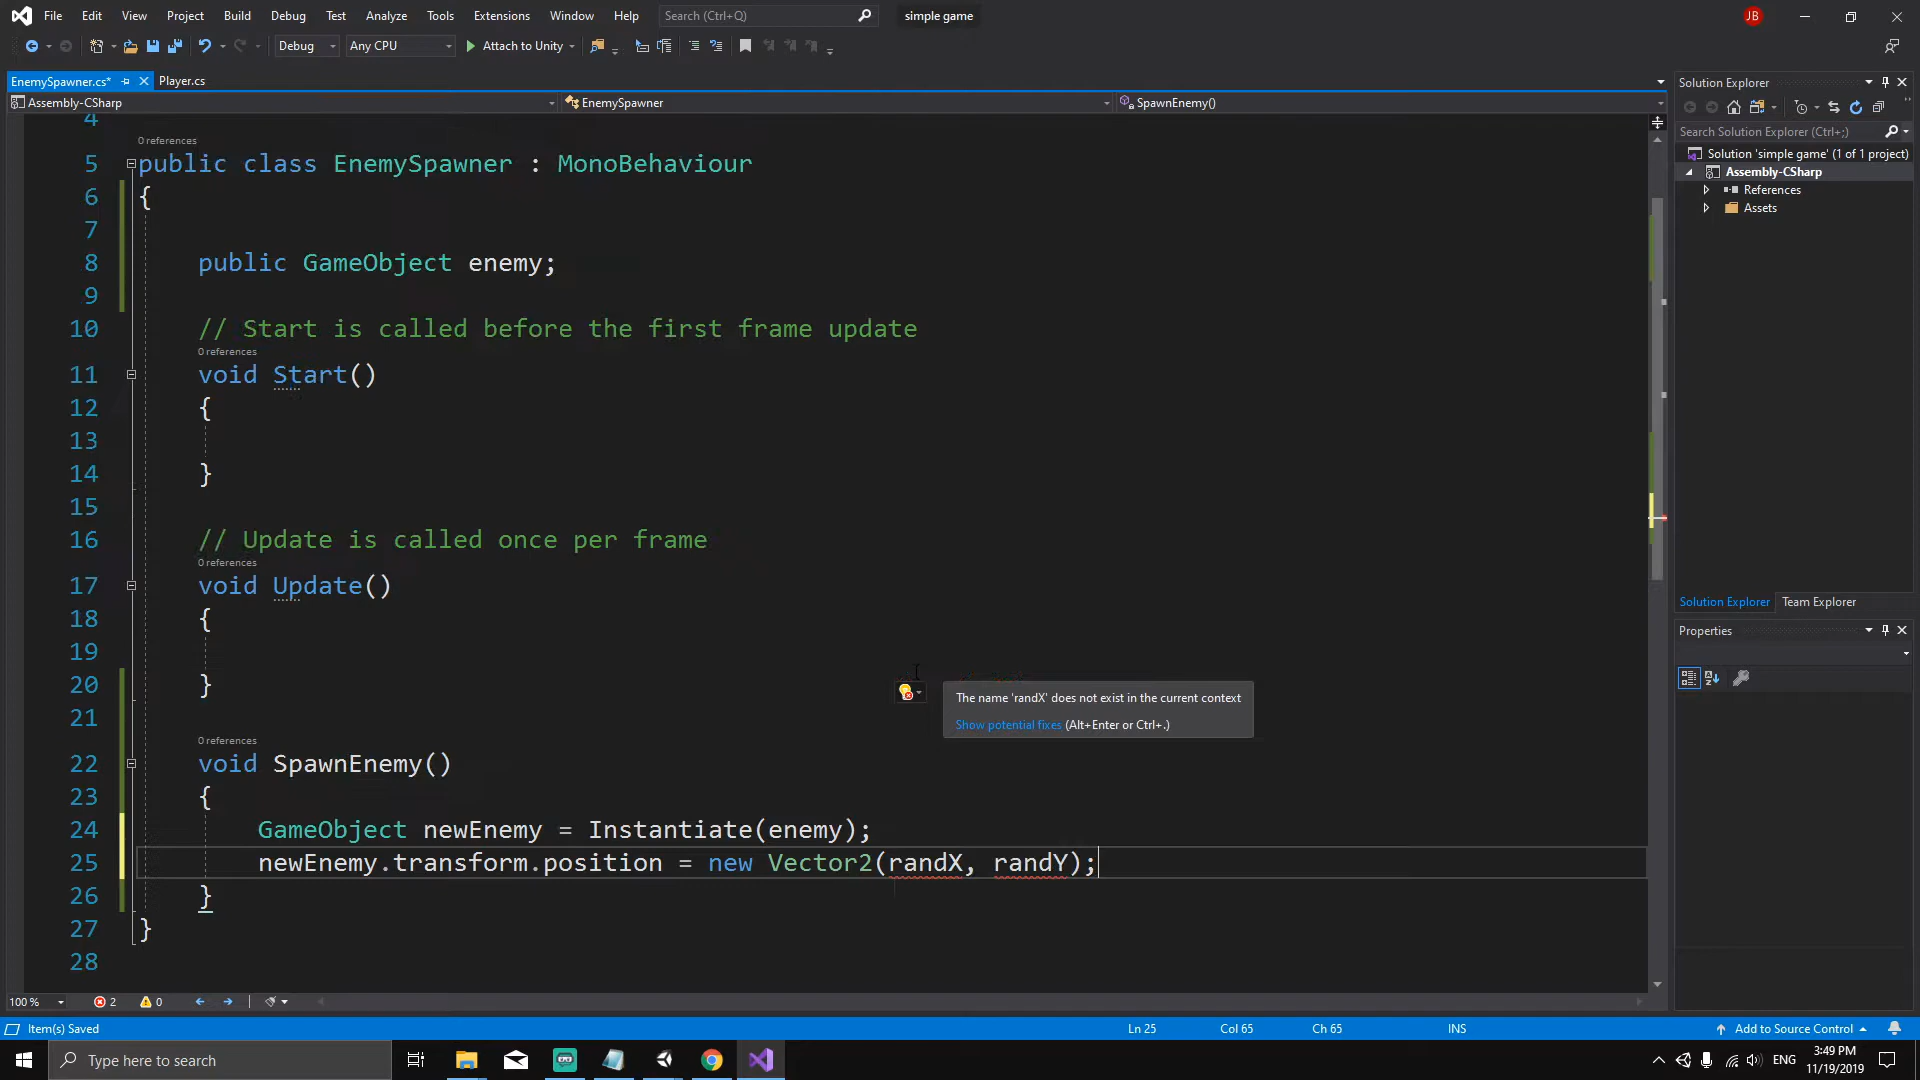 File Edit View Project Build Debug Test Analyze Tools Extensions Window Help Search (Ctrl+Q) simple game JB
Debug Any CPU Attach to Unity
EnemySpawner.cs* Player.cs
Assembly-CSharp EnemySpawner SpawnEnemy()
4
0 references
5 public class EnemySpawner : MonoBehaviour
6 {
7
8 public GameObject enemy;
9
10 // Start is called before the first frame update
0 references
11 void Start()
12 {
13
14 }
15
16 // Update is called once per frame
0 references
17 void Update()
18 {
19
20 }
21
0 references
22 void SpawnEnemy()
23 {
24 GameObject newEnemy = Instantiate(enemy);
25 newEnemy.transform.position = new Vector2(randX, randY);
26 }
27 }
28
The name 'randX' does not exist in the current context
Show potential fixes (Alt+Enter or Ctrl+.)
Solution Explorer
Search Solution Explorer (Ctrl+;)
Solution 'simple game' (1 of 1 project)
Assembly-CSharp
References
Assets
Solution Explorer Team Explorer
Properties
100 % 2 0
Item(s) Saved Ln 25 Col 65 Ch 65 INS Add to Source Control
Type here to search ENG 3:49 PM
11/19/2019